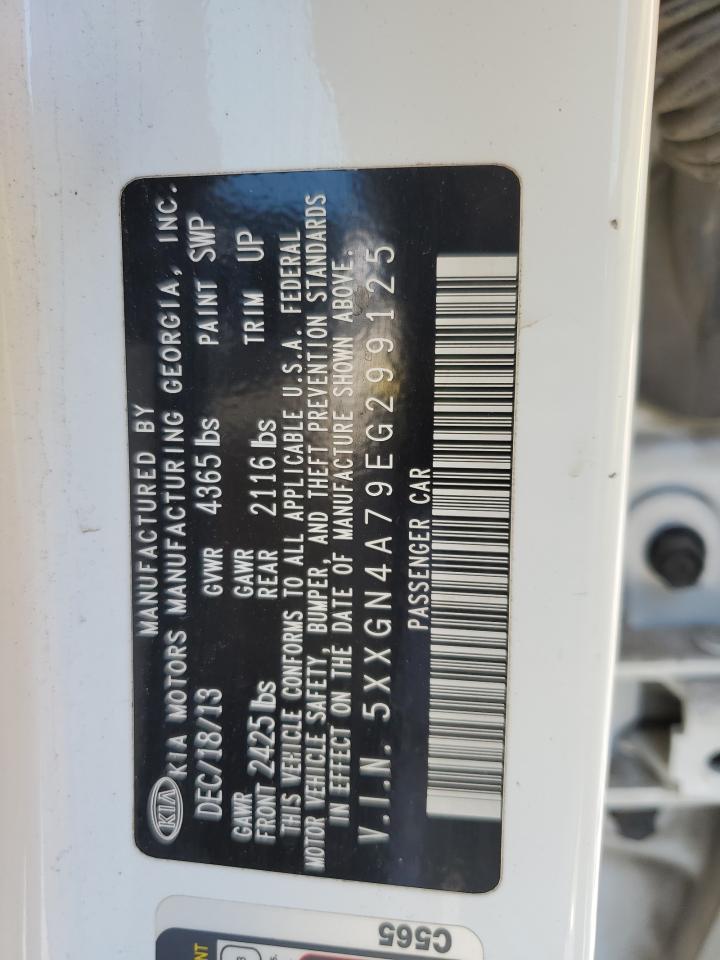 KIA
MANUFACTURED BY
KIA MOTORS MANUFACTURING GEORGIA, INC.
DEC/18/13 GVWR 4365 lbs PAINT SWP
GAWR FRONT 2425 lbs GAWR REAR 2116 lbs TRIM UP
THIS VEHICLE CONFORMS TO ALL APPLICABLE U.S.A. FEDERAL
MOTOR VEHICLE SAFETY, BUMPER, AND THEFT PREVENTION STANDARDS
IN EFFECT ON THE DATE OF MANUFACTURE SHOWN ABOVE.
V.I.N. 5XXGN4A79EG299125
PASSENGER CAR
C565